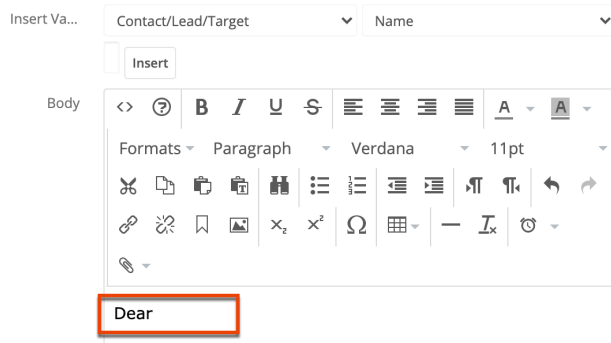 Insert Va... Contact/Lead/Target Name
Insert
Body
B I U S A A
Formats Paragraph Verdana 11pt
Dear